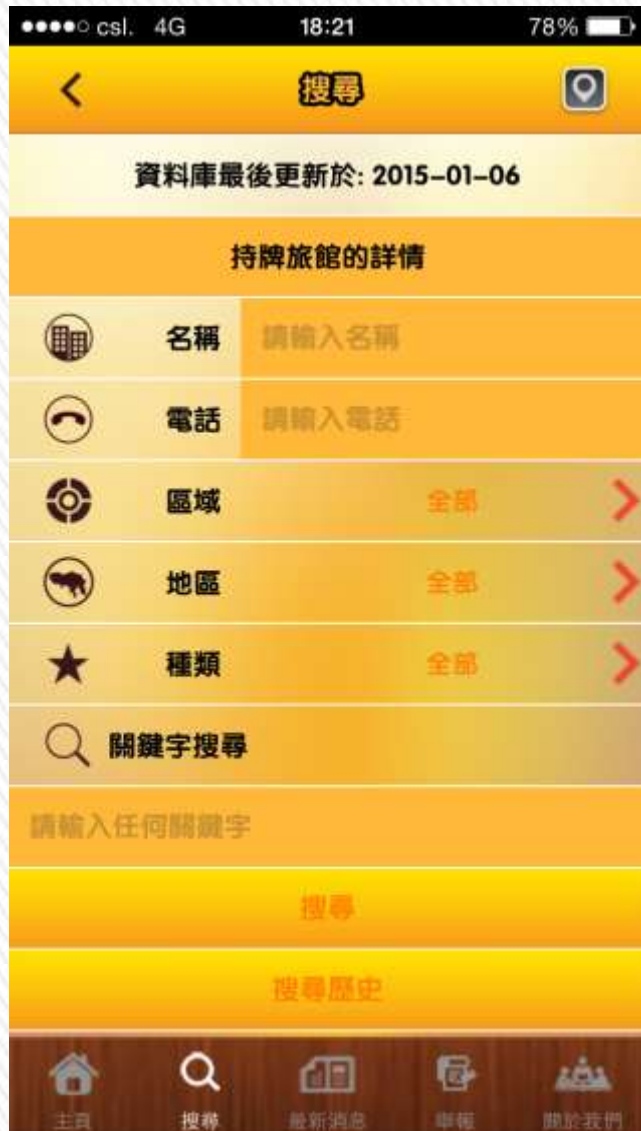 csl. 4G 18:21 78%
搜尋
資料庫最後更新於: 2015-01-06
持牌旅館的詳情
名稱 請輸入名稱
電話 請輸入電話
區域 全部
地區 全部
種類 全部
關鍵字搜尋
請輸入任何關鍵字
搜尋
搜尋歷史
主頁 搜尋 最新消息 舉報 關於我們